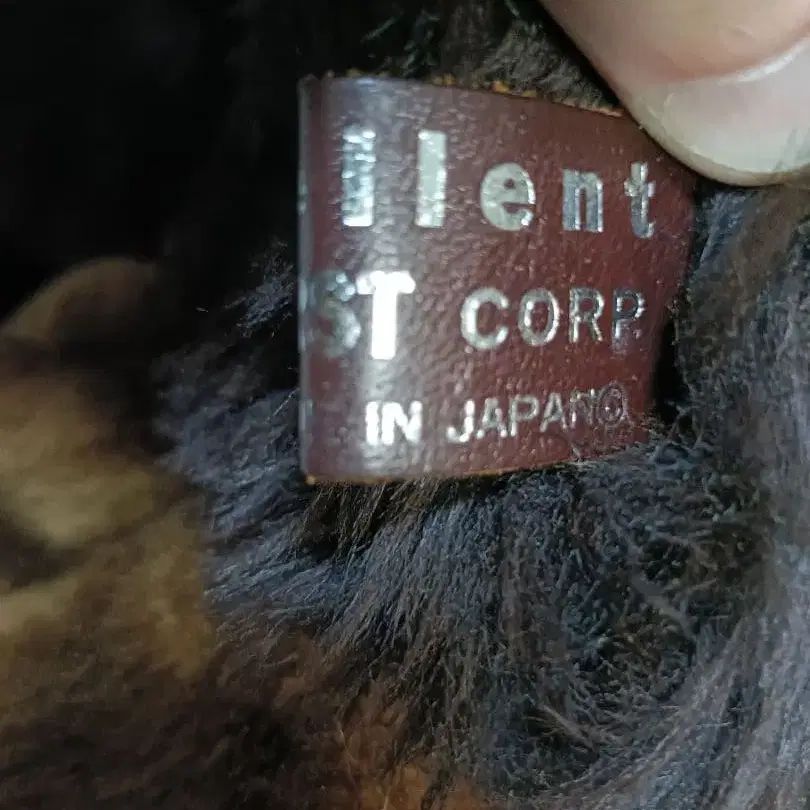 llent
ST CORP.
IN JAPAN©